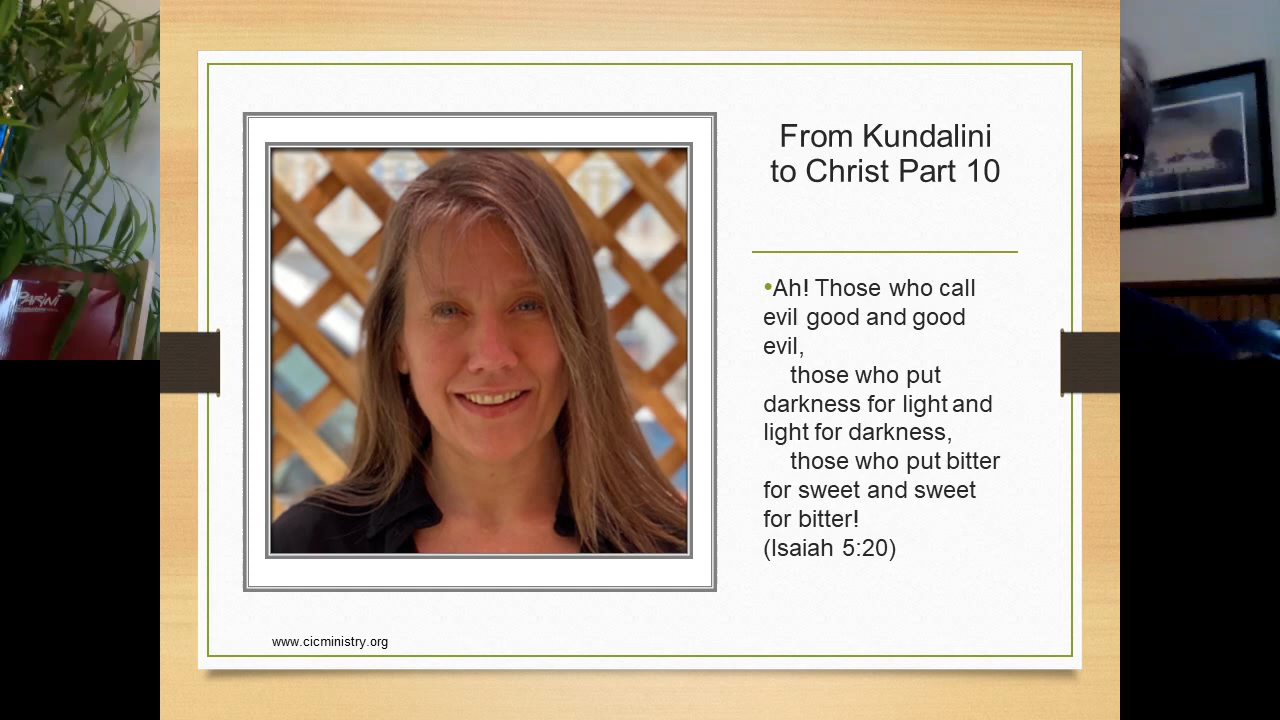 From Kundalini
to Christ Part 10
•Ah! Those who call
evil good and good
evil,
those who put
darkness for light and
light for darkness,
those who put bitter
for sweet and sweet
for bitter!
(Isaiah 5:20)
www.cicministry.org